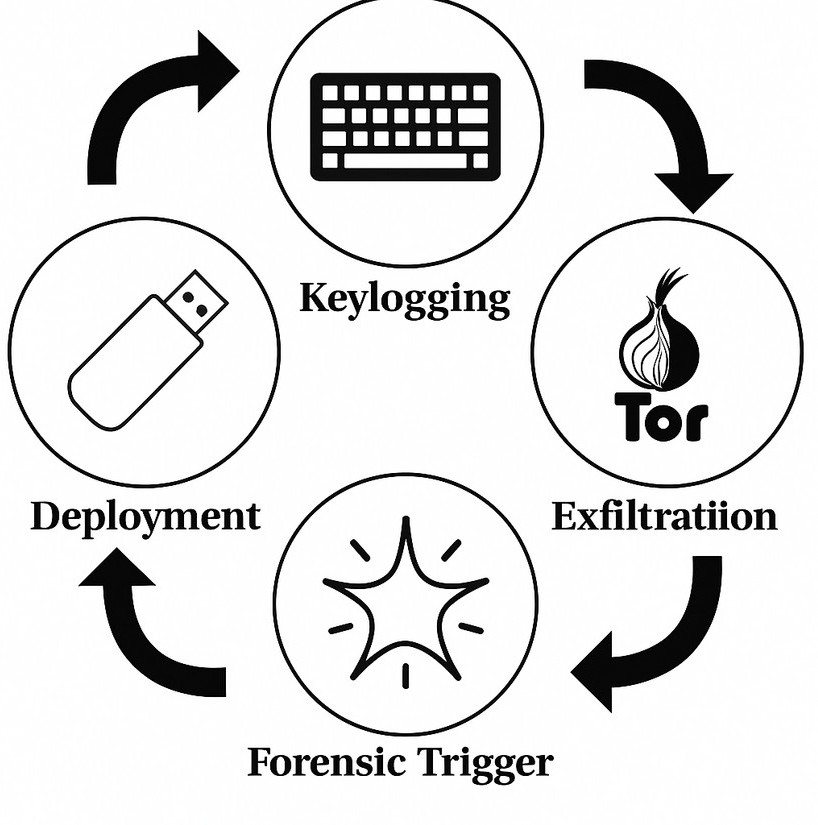 Keylogging
Tor
Deployment
Exfiltratiion
Forensic Trigger